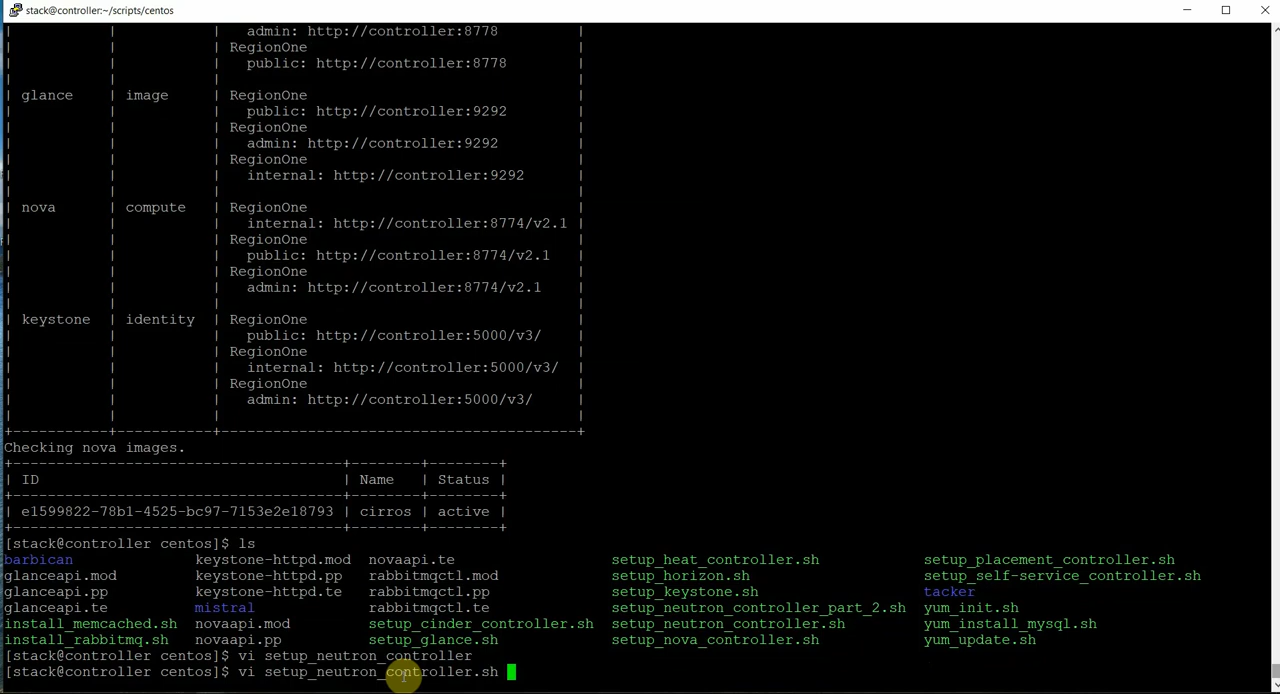 stack@controller:~/scripts/centos
|           |           |   admin: http://controller:8778         |
|           |           | RegionOne                               |
|           |           |   public: http://controller:8778        |
|           |           |                                         |
| glance    | image     | RegionOne                               |
|           |           |   public: http://controller:9292        |
|           |           | RegionOne                               |
|           |           |   admin: http://controller:9292         |
|           |           | RegionOne                               |
|           |           |   internal: http://controller:9292      |
|           |           |                                         |
| nova      | compute   | RegionOne                               |
|           |           |   internal: http://controller:8774/v2.1 |
|           |           | RegionOne                               |
|           |           |   public: http://controller:8774/v2.1   |
|           |           | RegionOne                               |
|           |           |   admin: http://controller:8774/v2.1    |
|           |           |                                         |
| keystone  | identity  | RegionOne                               |
|           |           |   public: http://controller:5000/v3/    |
|           |           | RegionOne                               |
|           |           |   internal: http://controller:5000/v3/  |
|           |           | RegionOne                               |
|           |           |   admin: http://controller:5000/v3/     |
|           |           |                                         |
+-----------+-----------+-----------------------------------------+
Checking nova images.
+--------------------------------------+--------+--------+
| ID                                   | Name   | Status |
+--------------------------------------+--------+--------+
| e1599822-78b1-4525-bc97-7153e2e18793 | cirros | active |
+--------------------------------------+--------+--------+
[stack@controller centos]$ ls
barbican keystone-httpd.mod novaapi.te setup_heat_controller.sh setup_placement_controller.sh
glanceapi.mod keystone-httpd.pp rabbitmqctl.mod setup_horizon.sh setup_self-service_controller.sh
glanceapi.pp keystone-httpd.te rabbitmqctl.pp setup_keystone.sh tacker
glanceapi.te mistral rabbitmqctl.te setup_neutron_controller_part_2.sh yum_init.sh
install_memcached.sh novaapi.mod setup_cinder_controller.sh setup_neutron_controller.sh yum_install_mysql.sh
install_rabbitmq.sh novaapi.pp setup_glance.sh setup_nova_controller.sh yum_update.sh
[stack@controller centos]$ vi setup_neutron_controller
[stack@controller centos]$ vi setup_neutron_controller.sh